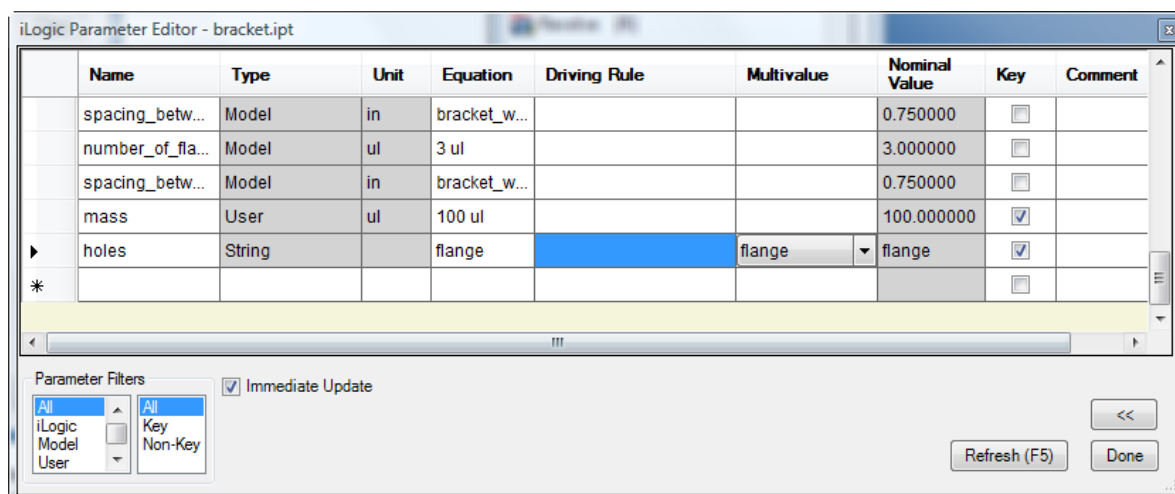 iLogic Parameter Editor - bracket.ipt
Name Type Unit Equation Driving Rule Multivalue Nominal Value Key Comment
spacing_betw... Model in bracket_w... 0.750000
number_of_fla... Model ul 3 ul 3.000000
spacing_betw... Model in bracket_w... 0.750000
mass User ul 100 ul 100.000000
holes String flange flange flange
Parameter Filters
All
iLogic
Model
User
All
Key
Non-Key
Immediate Update
<<
Refresh (F5)
Done